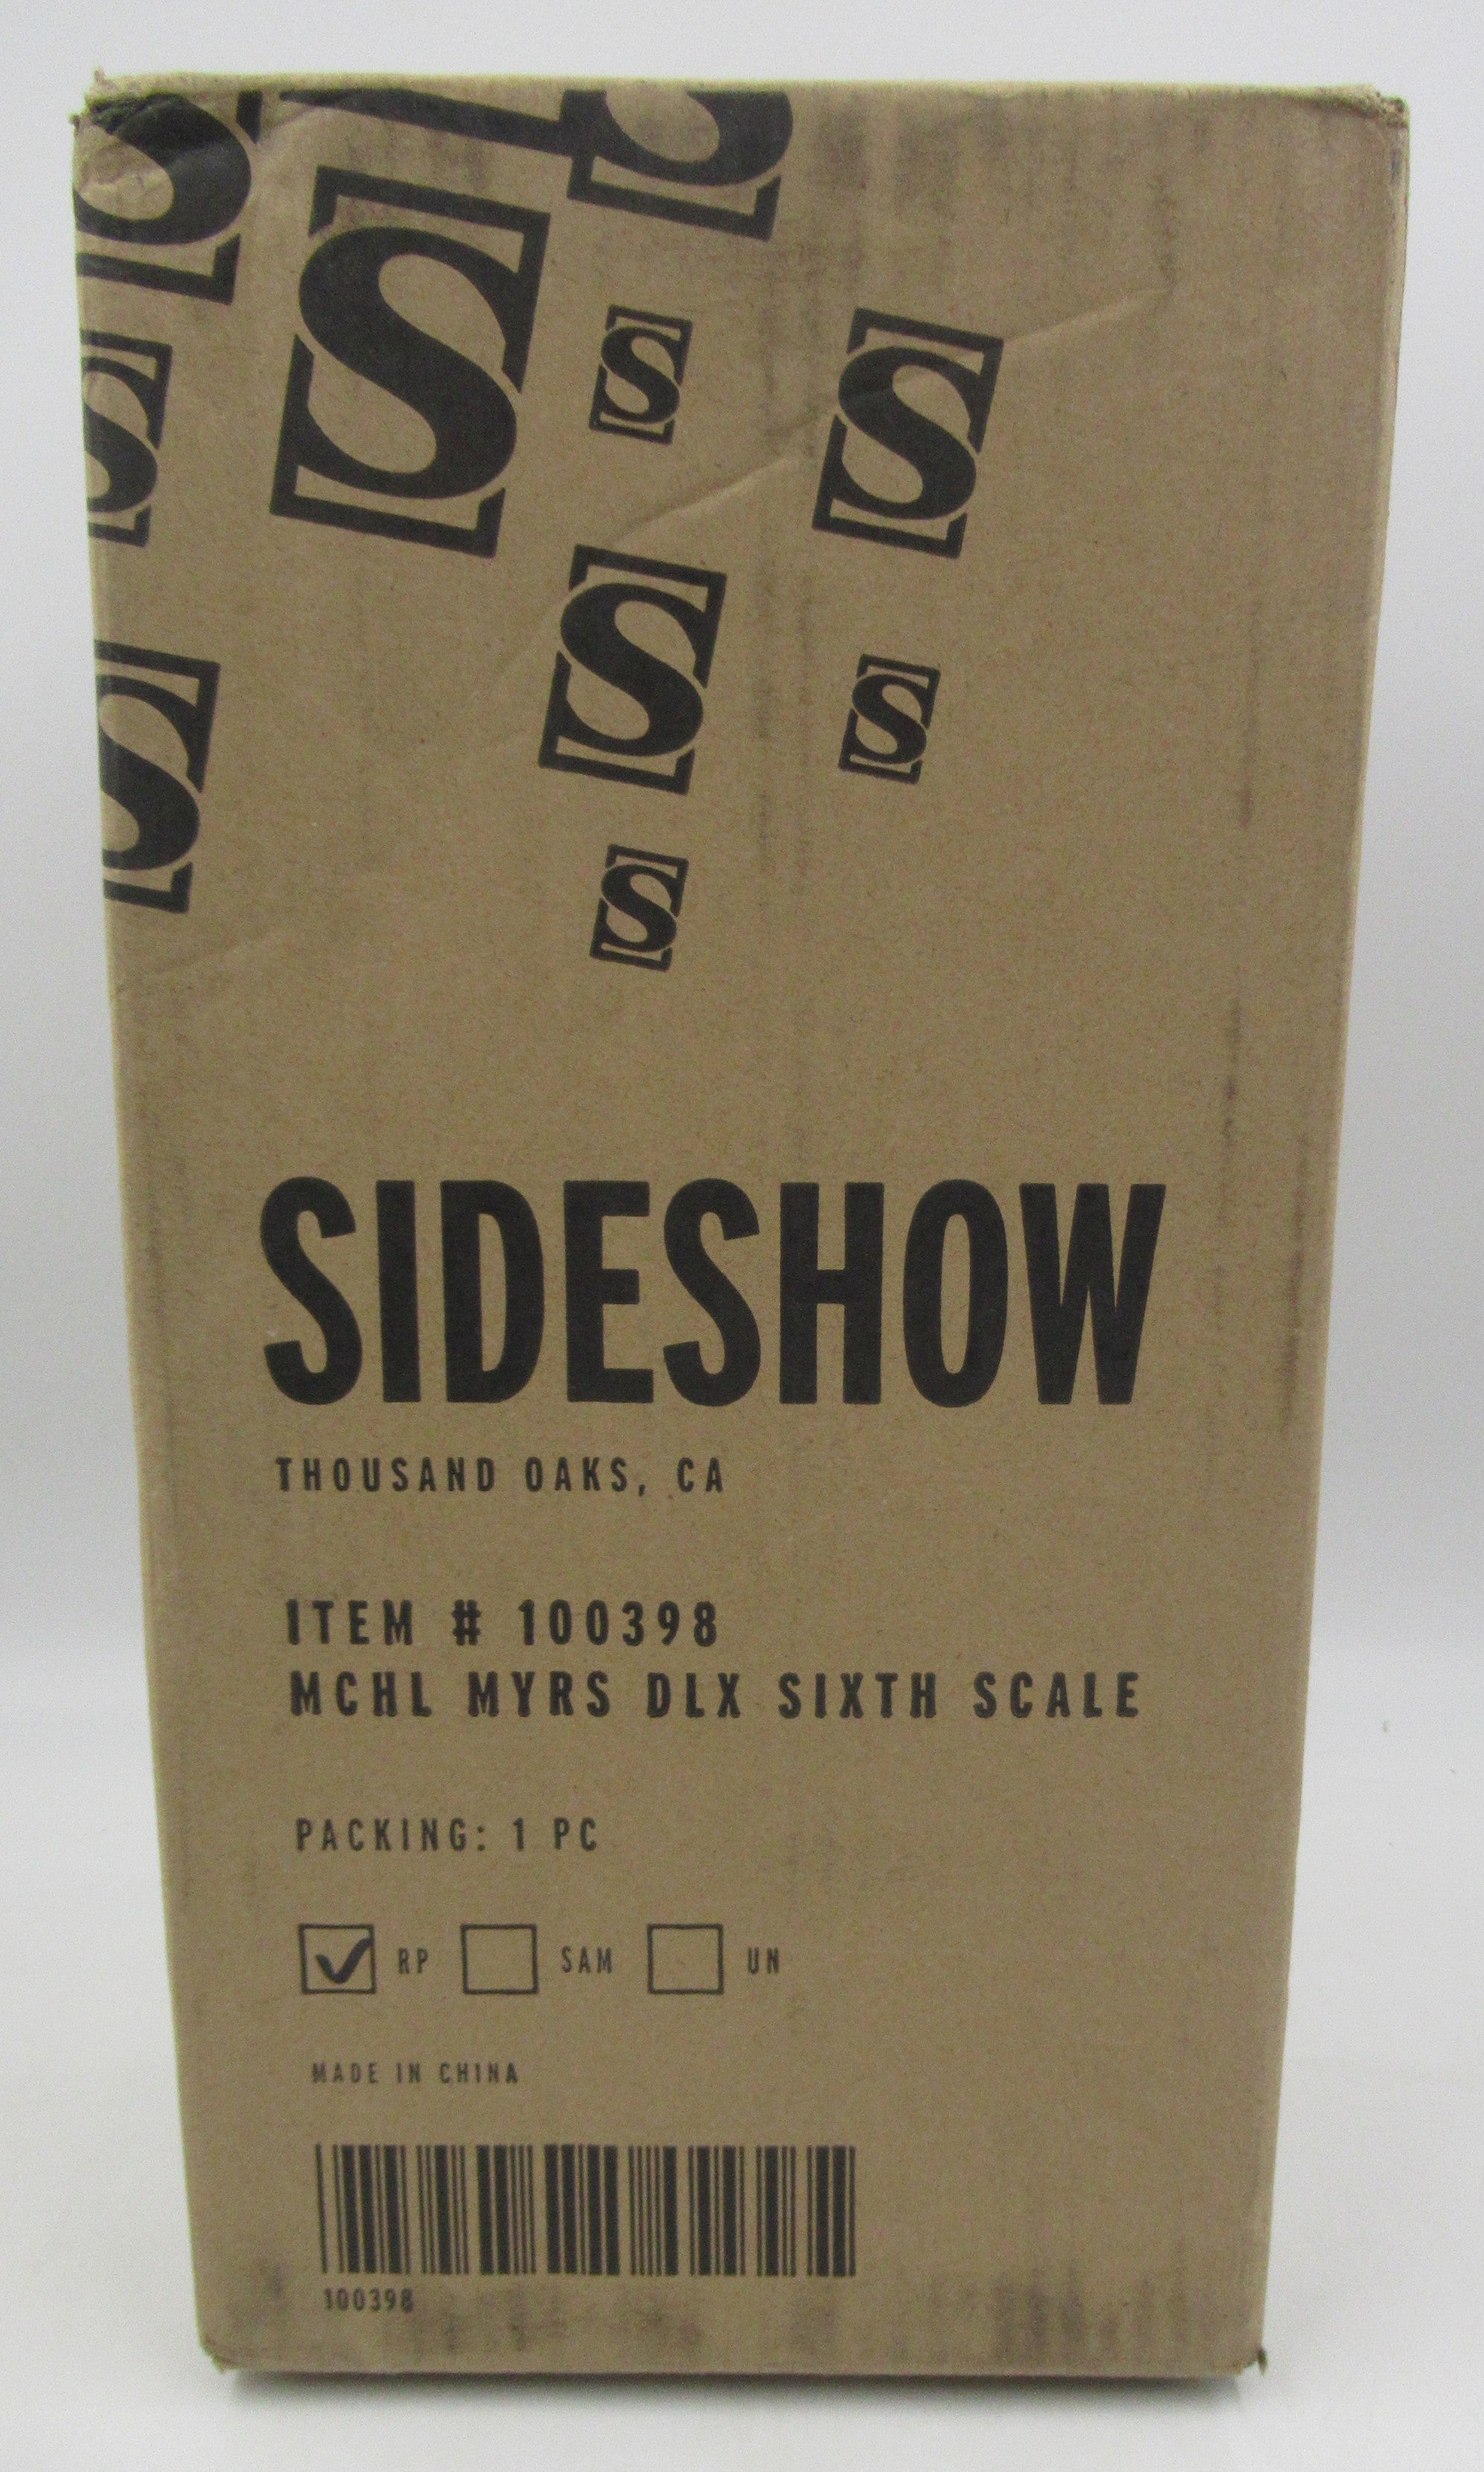 S
S
S
S
S
S
S
S
S
S
SIDESHOW
THOUSAND OAKS, CA
ITEM # 100398
MCHL MYRS DLX SIXTH SCALE
PACKING: 1 PC
RP SAM UN
MADE IN CHINA
100398